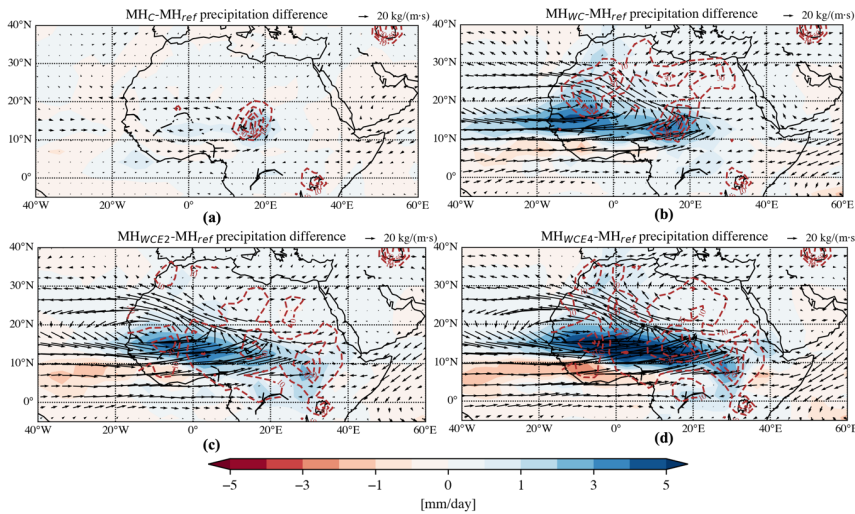 MH_C-MH_ref precipitation difference → 20 kg/(m·s)
40°N
30°N
20°N
10°N
0°
40°W 20°W 0° 20°E 40°E 60°E
(a)
MH_WC-MH_ref precipitation difference → 20 kg/(m·s)
40°N
30°N
20°N
10°N
0°
40°W 20°W 0° 20°E 40°E 60°E
(b)
MH_WCE2-MH_ref precipitation difference → 20 kg/(m·s)
40°N
30°N
20°N
10°N
0°
40°W 20°W 0° 20°E 40°E 60°E
(c)
MH_WCE4-MH_ref precipitation difference → 20 kg/(m·s)
40°N
30°N
20°N
10°N
0°
40°W 20°W 0° 20°E 40°E 60°E
(d)
−5 −3 −1 0 1 3 5
[mm/day]